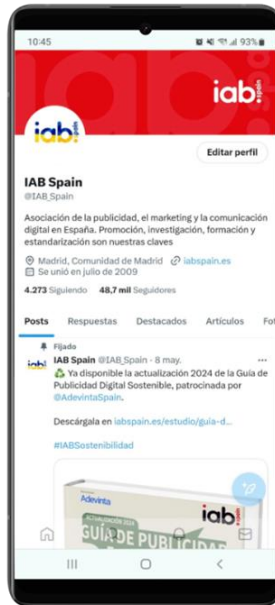 10:45
93%
iab:
spain
iab:
Editar perfil
IAB Spain
@IAB_Spain
Asociación de la publicidad, el marketing y la comunicación
digital en España. Promoción, investigación, formación y
estandarización son nuestras claves
Madrid, Comunidad de Madrid iabspain.es
Se unió en julio de 2009
4.273 Siguiendo 48,7 mil Seguidores
Posts Respuestas Destacados Artículos Fot
Fijado
IAB Spain @IAB_Spain · 8 may.
Ya disponible la actualización 2024 de la Guía de
Publicidad Digital Sostenible, patrocinada por
@AdevintaSpain.
Descárgala en iabspain.es/estudio/guia-d...
#IABSostenibilidad
Adevinta
iab:
spain
ACTUALIZACIÓN 2024
GUÍA DE PUBLICIDAD